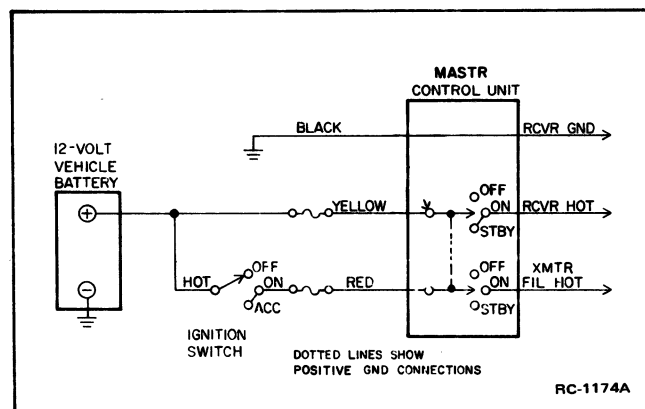 MASTR
CONTROL UNIT
BLACK
RCVR GND
12-VOLT
VEHICLE
BATTERY
OFF
+
YELLOW
ON
RCVR HOT
STBY
OFF
OFF
XMTR
HOT
ON
RED
ON
FIL HOT
−
ACC
STBY
IGNITION
SWITCH
DOTTED LINES SHOW
POSITIVE GND CONNECTIONS
RC-1174A